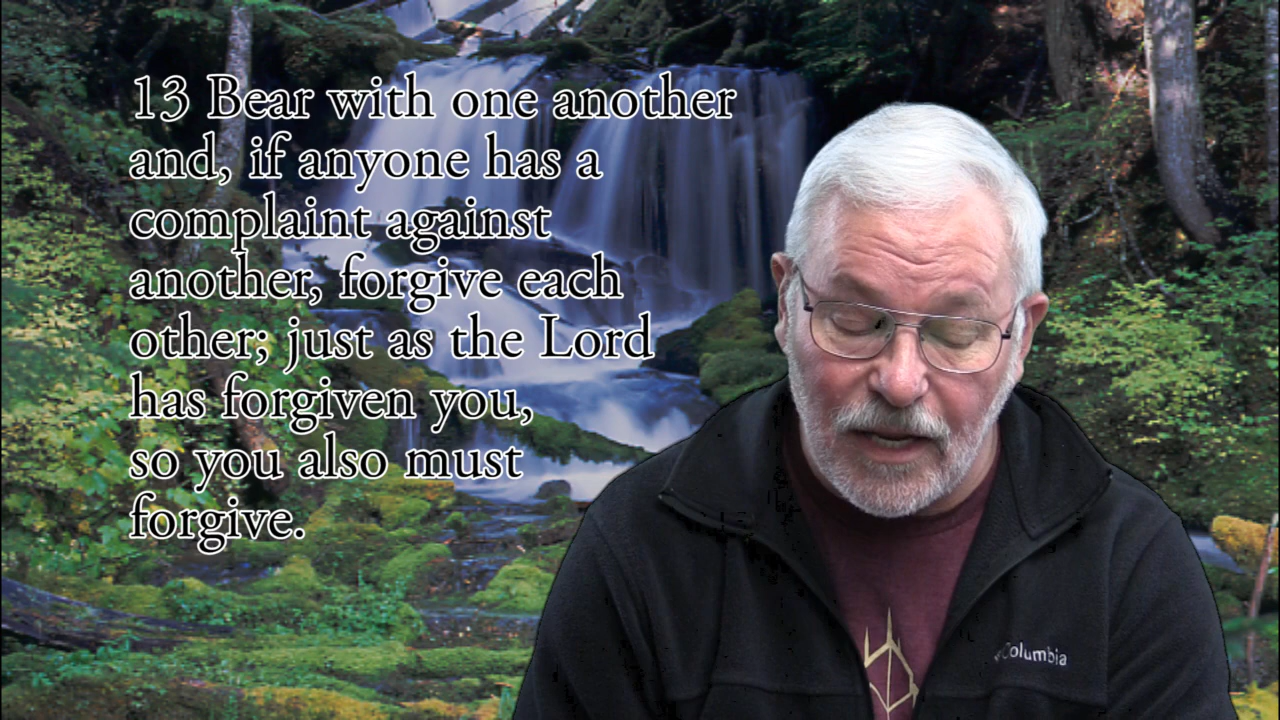 13 Bear with one another
and, if anyone has a
complaint against
another, forgive each
other; just as the Lord
has forgiven you,
so you also must
forgive.
Columbia